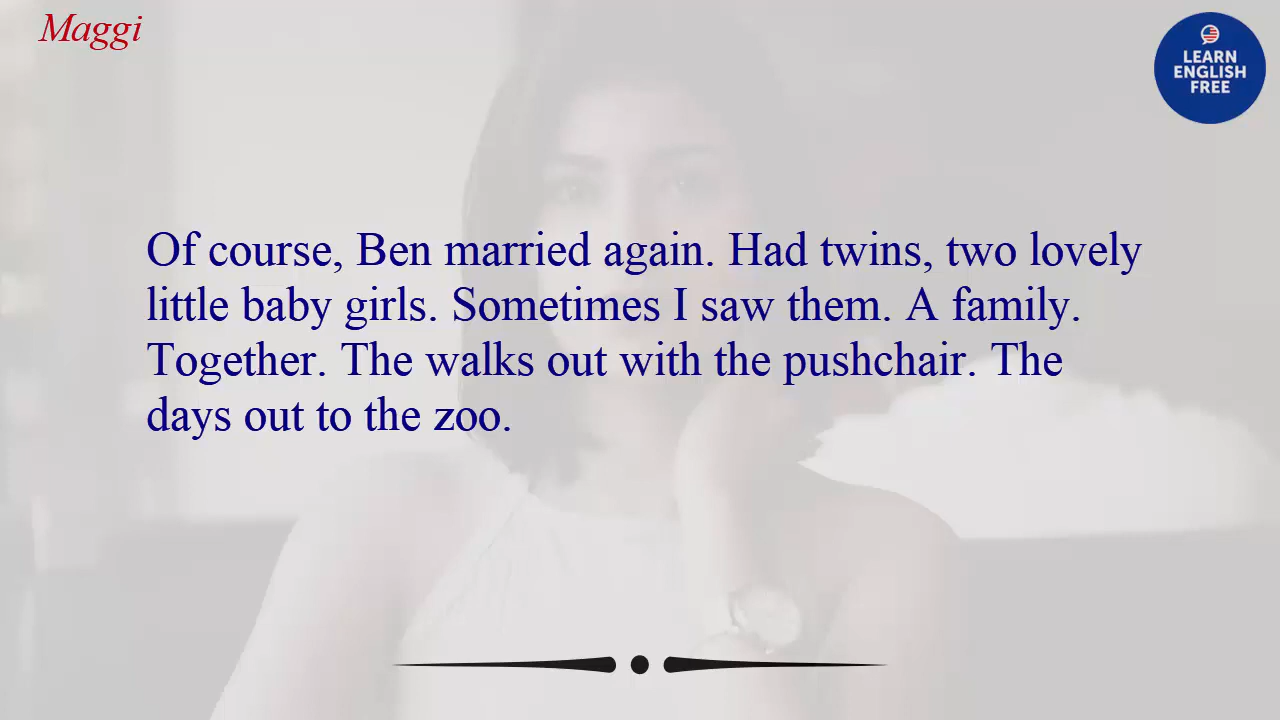 Maggi
LEARN
ENGLISH
FREE
Of course, Ben married again. Had twins, two lovely
little baby girls. Sometimes I saw them. A family.
Together. The walks out with the pushchair. The
days out to the zoo.